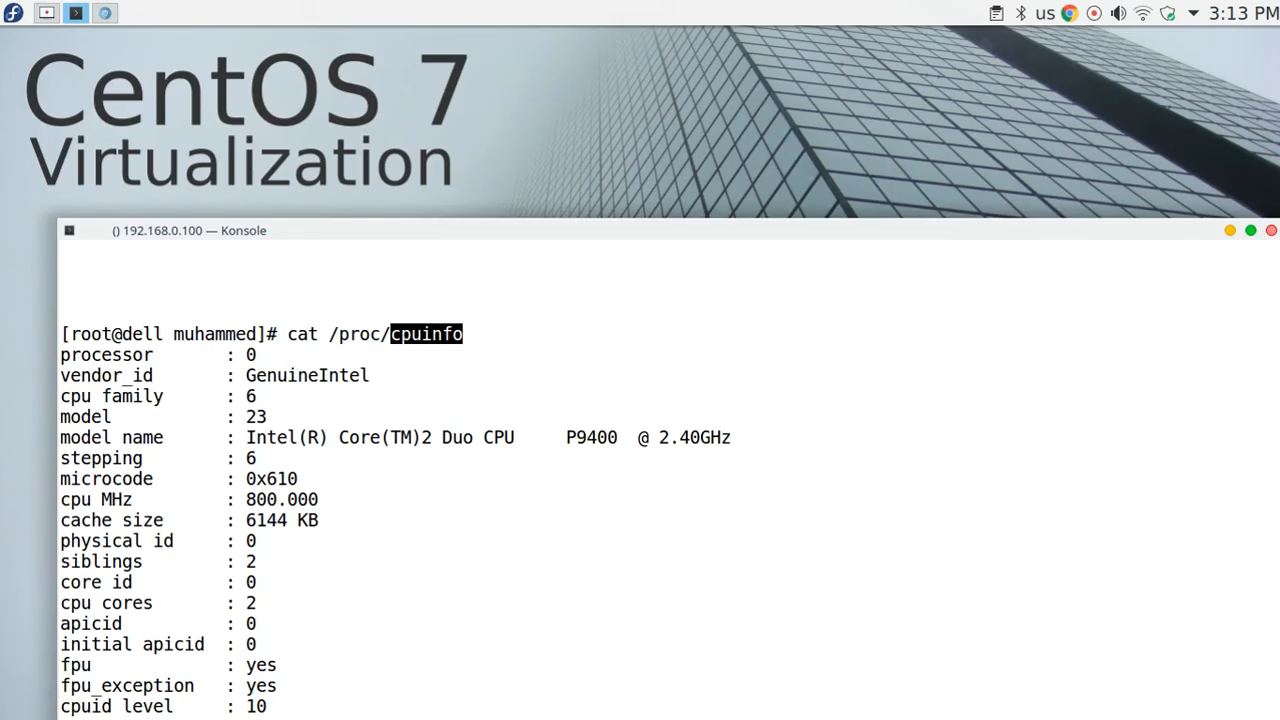 us 3:13 PM
CentOS 7
Virtualization
() 192.168.0.100 — Konsole
[root@dell muhammed]# cat /proc/cpuinfo
processor : 0
vendor_id : GenuineIntel
cpu family : 6
model : 23
model name : Intel(R) Core(TM)2 Duo CPU P9400 @ 2.40GHz
stepping : 6
microcode : 0x610
cpu MHz : 800.000
cache size : 6144 KB
physical id : 0
siblings : 2
core id : 0
cpu cores : 2
apicid : 0
initial apicid : 0
fpu : yes
fpu_exception : yes
cpuid level : 10